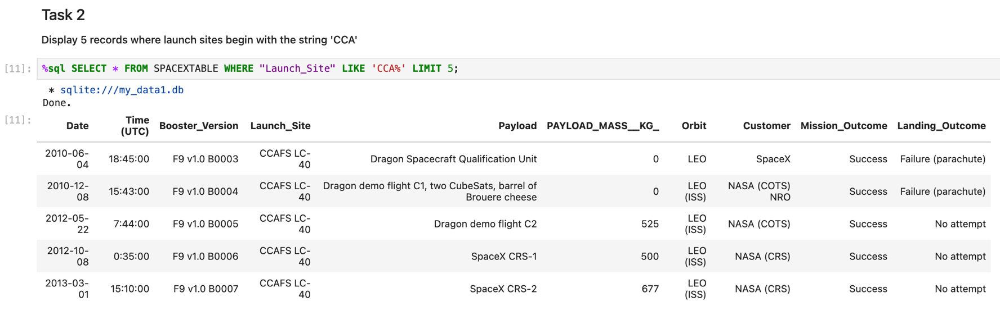 Task 2
Display 5 records where launch sites begin with the string 'CCA'
[11]: %sql SELECT * FROM SPACEXTABLE WHERE "Launch_Site" LIKE 'CCA%' LIMIT 5;
* sqlite:///my_data1.db
Done.
[11]:
Date Time (UTC) Booster_Version Launch_Site Payload PAYLOAD_MASS__KG_ Orbit Customer Mission_Outcome Landing_Outcome
2010-06-04 18:45:00 F9 v1.0 B0003 CCAFS LC-40 Dragon Spacecraft Qualification Unit 0 LEO SpaceX Success Failure (parachute)
2010-12-08 15:43:00 F9 v1.0 B0004 CCAFS LC-40 Dragon demo flight C1, two CubeSats, barrel of Brouere cheese 0 LEO (ISS) NASA (COTS) NRO Success Failure (parachute)
2012-05-22 7:44:00 F9 v1.0 B0005 CCAFS LC-40 Dragon demo flight C2 525 LEO (ISS) NASA (COTS) Success No attempt
2012-10-08 0:35:00 F9 v1.0 B0006 CCAFS LC-40 SpaceX CRS-1 500 LEO (ISS) NASA (CRS) Success No attempt
2013-03-01 15:10:00 F9 v1.0 B0007 CCAFS LC-40 SpaceX CRS-2 677 LEO (ISS) NASA (CRS) Success No attempt